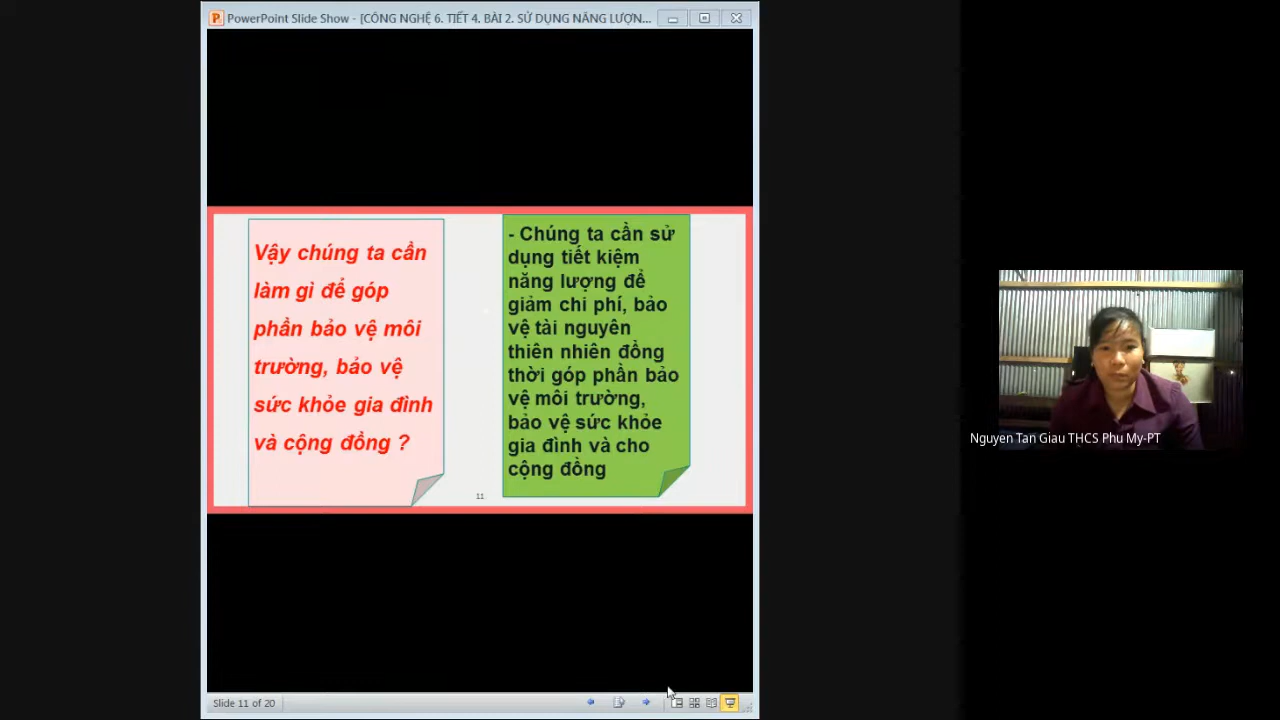 PowerPoint Slide Show - [CÔNG NGHỆ 6. TIẾT 4. BÀI 2. SỬ DỤNG NĂNG LƯỢN...
Vậy chúng ta cần
làm gì để góp
phần bảo vệ môi
trường, bảo vệ
sức khỏe gia đình
và cộng đồng ?
- Chúng ta cần sử
dụng tiết kiệm
năng lượng để
giảm chi phí, bảo
vệ tài nguyên
thiên nhiên đồng
thời góp phần bảo
vệ môi trường,
bảo vệ sức khỏe
gia đình và cho
cộng đồng
11
Nguyen Tan Giau THCS Phu My-PT
Slide 11 of 20